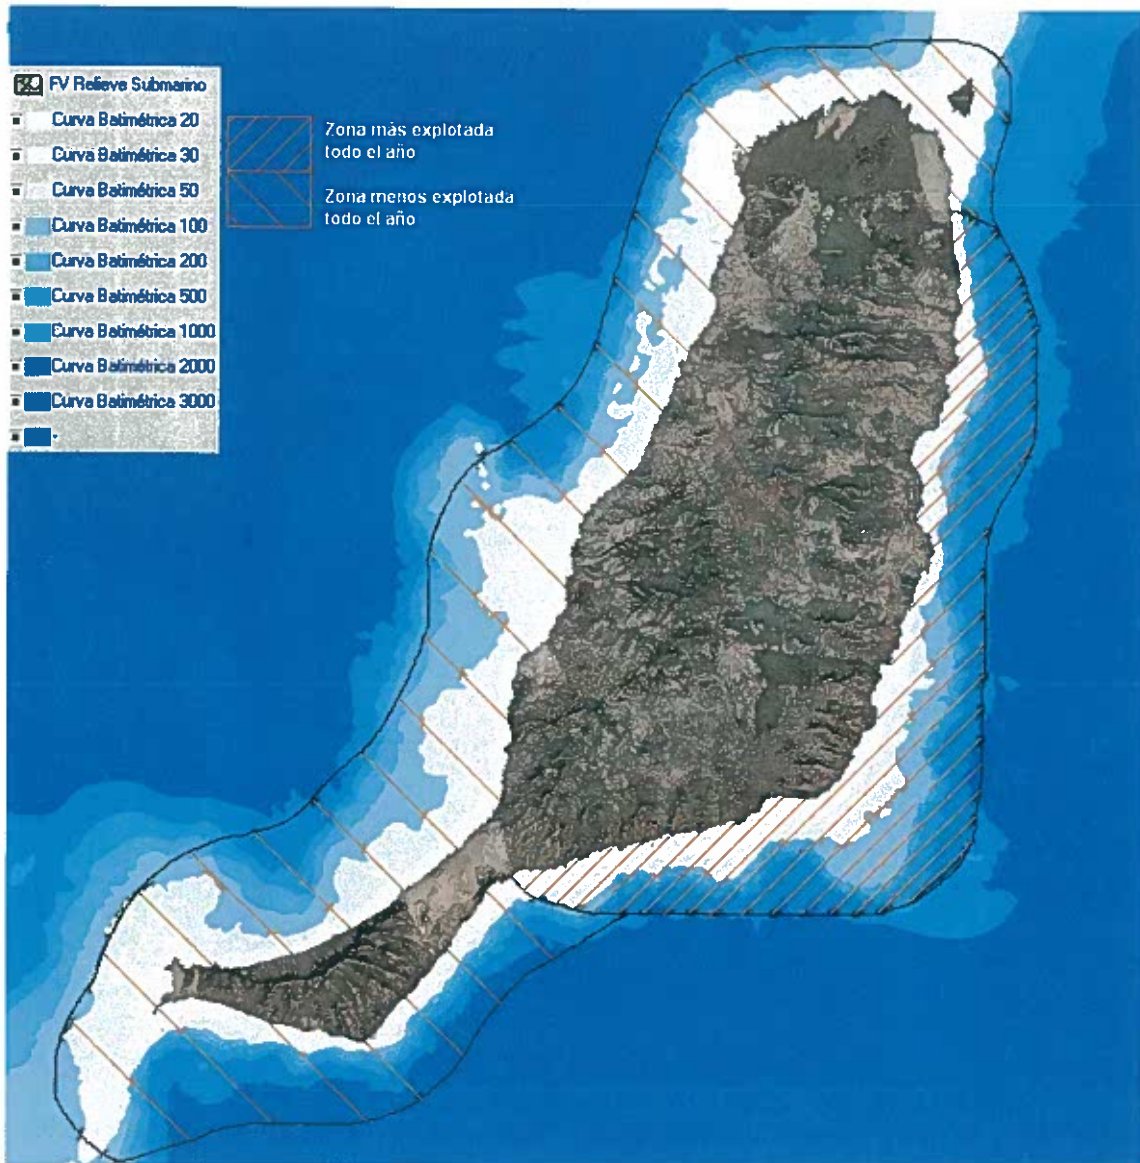 FV Relieve Submarino
Curva Batimétrica 20
Curva Batimétrica 30
Curva Batimétrica 50
Curva Batimétrica 100
Curva Batimétrica 200
Curva Batimétrica 500
Curva Batimétrica 1000
Curva Batimétrica 2000
Curva Batimétrica 3000
Zona más explotada
todo el año
Zona menos explotada
todo el año